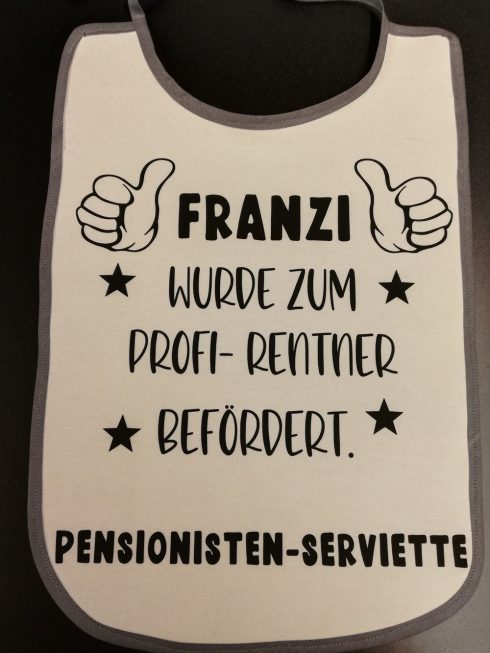 FRANZI
WURDE ZUM
PROFI- RENTNER
BEFÖRDERT.
PENSIONISTEN-SERVIETTE